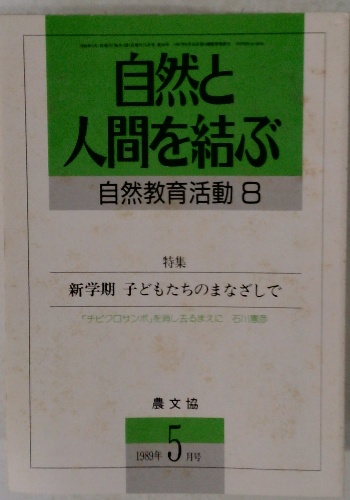 自然と
人間を結ぶ
自然教育活動 8
特集
新学期 子どもたちのまなざしで
「チビクロサンボ」を消し去るまえに 石川憲彦
農文協
1989年 5 月号